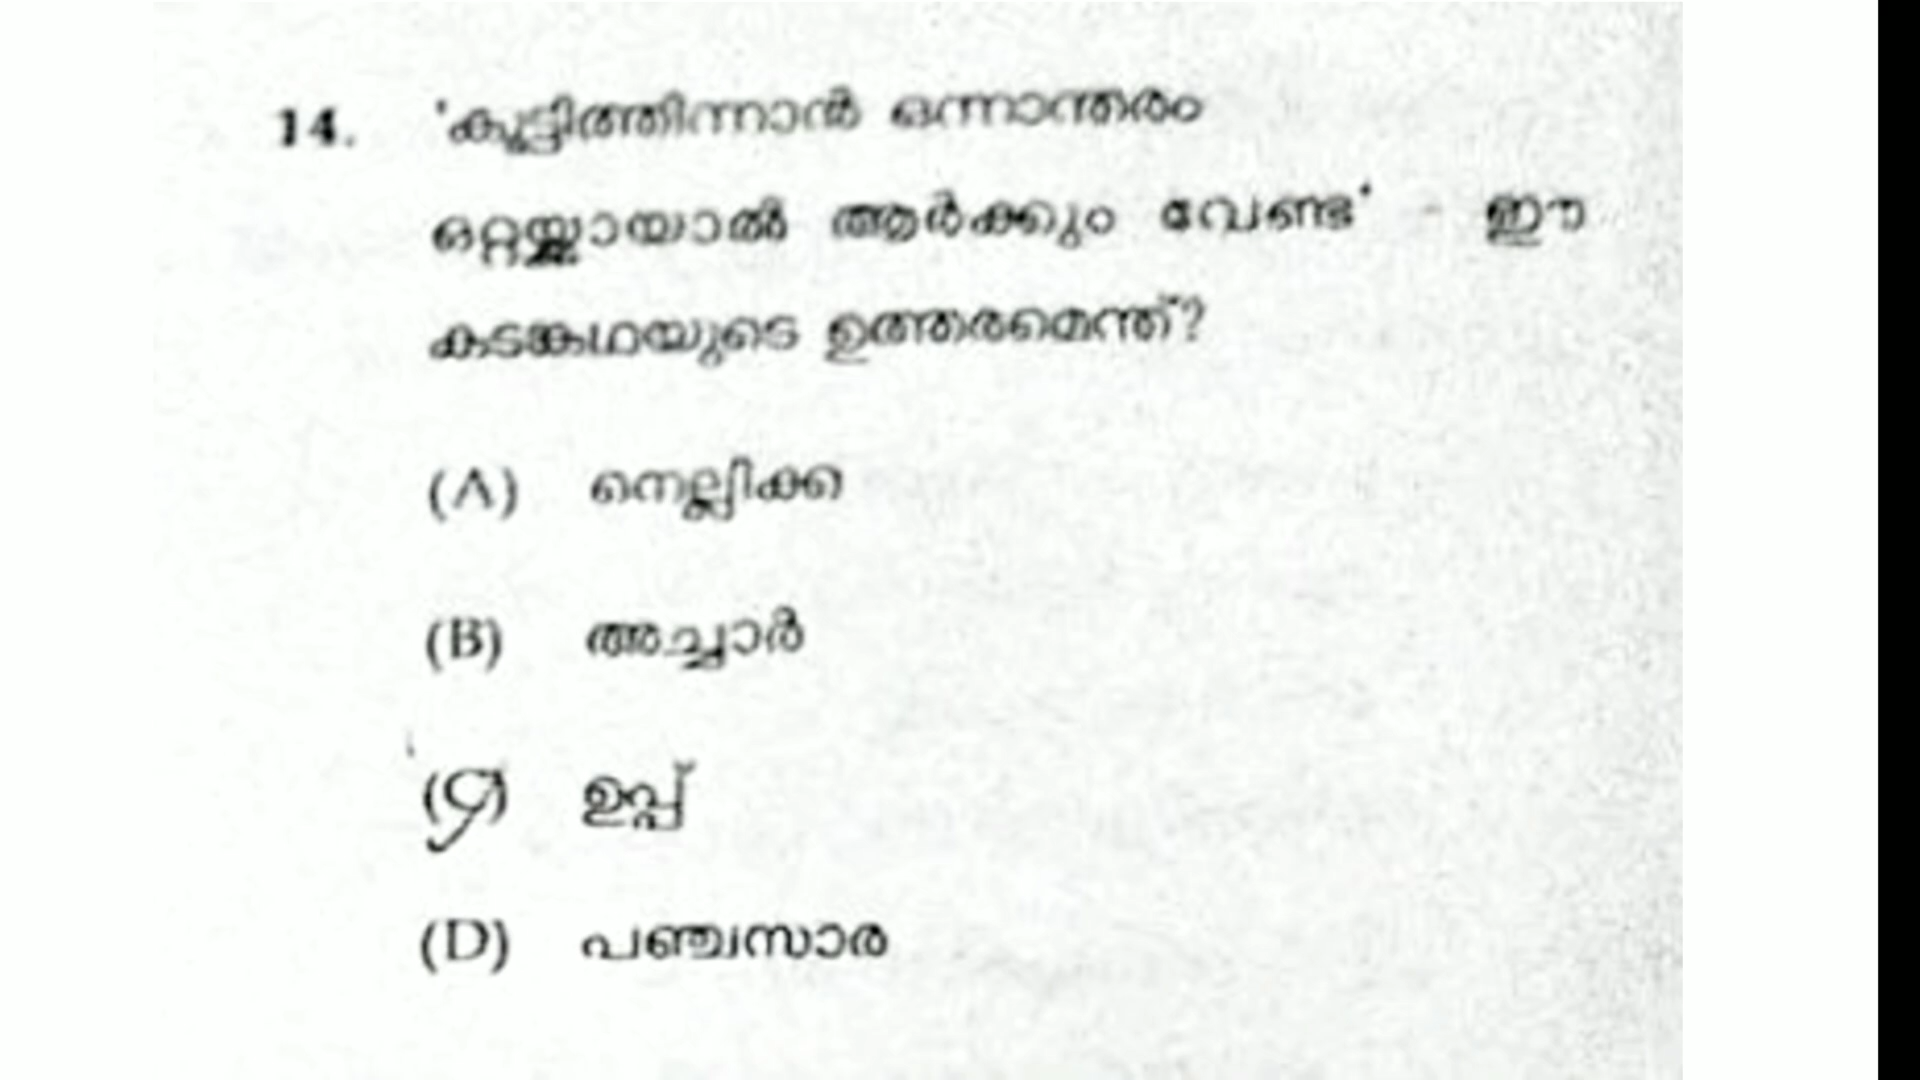 14. 'കൂട്ടിത്തിന്നാൻ ഒന്നാന്തരം
ഒറ്റയ്ക്കായാൽ ആർക്കും വേണ്ട' - ഈ
കടങ്കഥയുടെ ഉത്തരമെന്ത്?
(A) നെല്ലിക്ക
(B) അച്ചാർ
(C) ഉപ്പ്
(D) പഞ്ചസാര